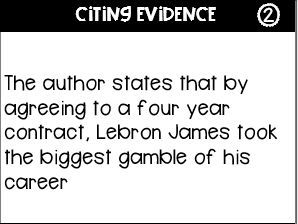 CiTiNG EViDENCE 2
The author states that by
agreeing to a four year
contract, Lebron James took
the biggest gamble of his
career